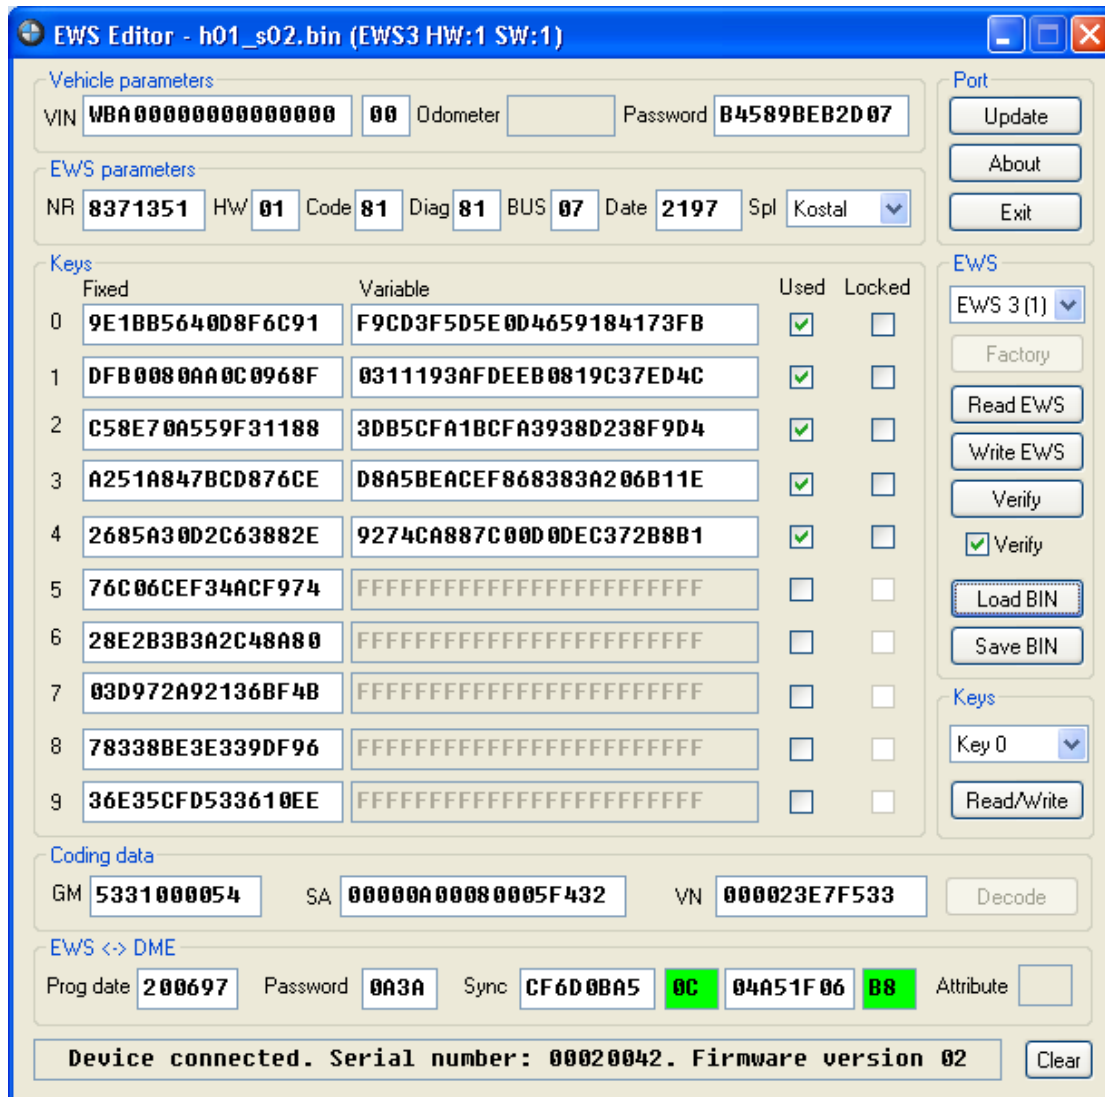 EWS Editor - h01_s02.bin (EWS3 HW:1 SW:1)
Vehicle parameters
VIN WBA00000000000000 00 Odometer Password B4589BEB2D07
EWS parameters
NR 8371351 HW 01 Code 81 Diag 81 BUS 07 Date 2197 Spl Kostal
Keys
Fixed Variable Used Locked
0 9E1BB5640D8F6C91 F9CD3F5D5E0D4659184173FB
1 DFB0080AA0C0968F 0311193AFDEEB0819C37ED4C
2 C58E70A559F31188 3DB5CFA1BCFA3938D238F9D4
3 A251A847BCD876CE D8A5BEACEF868383A206B11E
4 2685A30D2C63882E 9274CA887C00D0DEC372B8B1
5 76C06CEF34ACF974 FFFFFFFFFFFFFFFFFFFFFFFF
6 28E2B3B3A2C48A80 FFFFFFFFFFFFFFFFFFFFFFFF
7 03D972A92136BF4B FFFFFFFFFFFFFFFFFFFFFFFF
8 78338BE3E339DF96 FFFFFFFFFFFFFFFFFFFFFFFF
9 36E35CFD533610EE FFFFFFFFFFFFFFFFFFFFFFFF
Coding data
GM 5331000054 SA 00000A00080005F432 VN 000023E7F533 Decode
EWS <-> DME
Prog date 200697 Password 0A3A Sync CF6D0BA5 0C 04A51F06 B8 Attribute
Device connected. Serial number: 00020042. Firmware version 02 Clear
Port
Update
About
Exit
EWS
EWS 3 (1)
Factory
Read EWS
Write EWS
Verify
Verify
Load BIN
Save BIN
Keys
Key 0
Read/Write